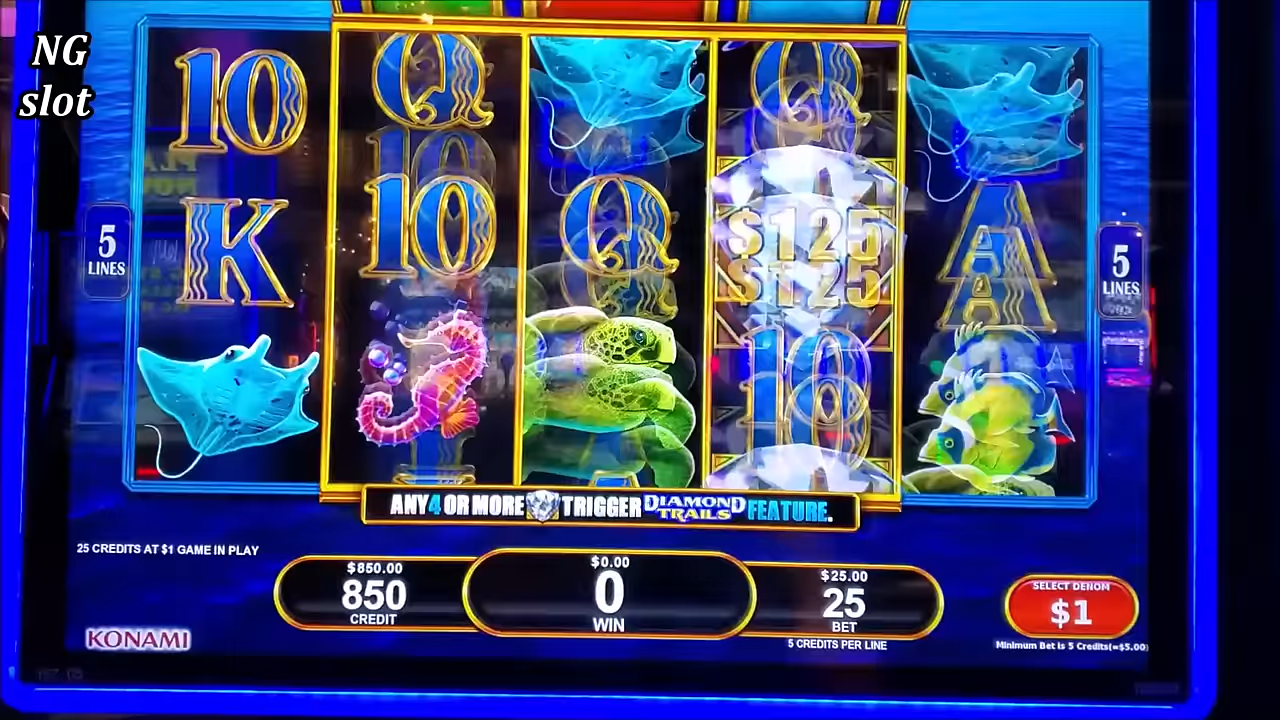 NG
slot
10
Q
Q
K
10
Q
$125
$125
A
A
10
5
LINES
5
LINES
ANY 4 OR MORE TRIGGER DIAMOND TRAILS FEATURE.
25 CREDITS AT $1 GAME IN PLAY
$850.00
850
CREDIT
$0.00
0
WIN
$25.00
25
BET
5 CREDITS PER LINE
SELECT DENOM
$1
Minimum Bet is 5 Credits(=$5.00)
KONAMI